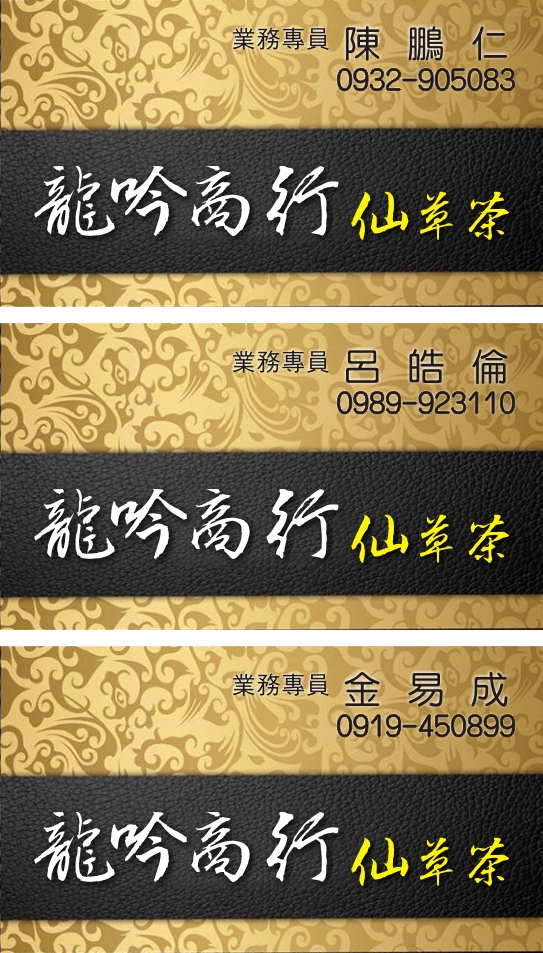 業務專員 陳鵬仁
0932-905083
龍吟商行 仙草茶
業務專員 呂皓倫
0989-923110
龍吟商行 仙草茶
業務專員 金易成
0919-450899
龍吟商行 仙草茶